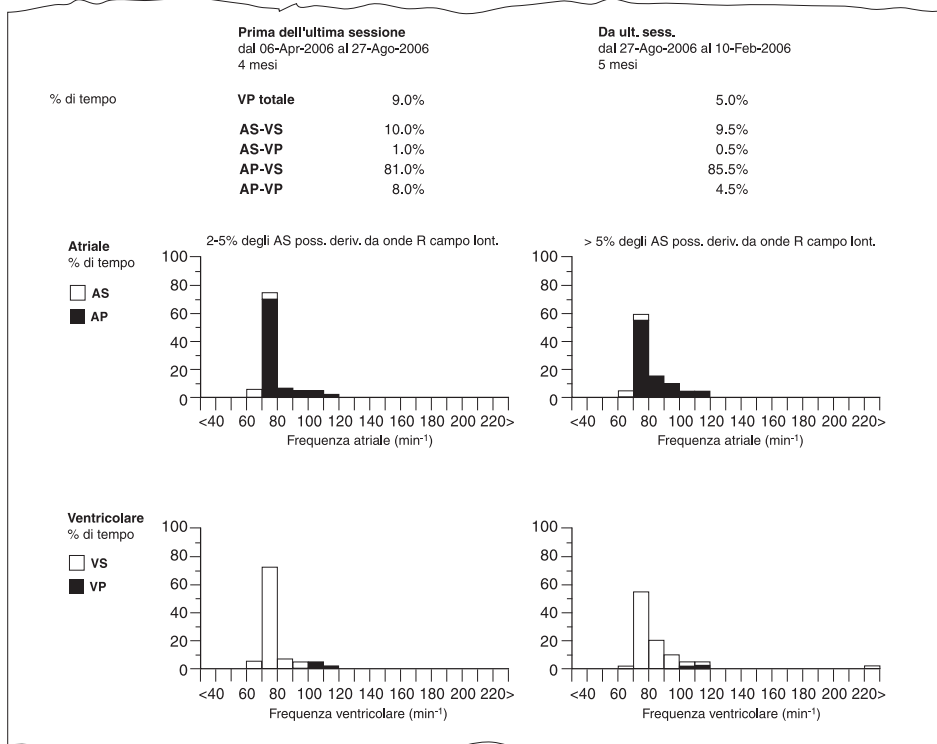 Prima dell'ultima sessione
dal 06-Apr-2006 al 27-Ago-2006
4 mesi
Da ult. sess.
dal 27-Ago-2006 al 10-Feb-2006
5 mesi
% di tempo VP totale 9.0% 5.0%
AS-VS 10.0% 9.5%
AS-VP 1.0% 0.5%
AP-VS 81.0% 85.5%
AP-VP 8.0% 4.5%
Atriale
% di tempo
AS
AP
2-5% degli AS poss. deriv. da onde R campo lont.
100
80
60
40
20
0
<40 60 80 100 120 140 160 180 200 220>
Frequenza atriale (min-1)
> 5% degli AS poss. deriv. da onde R campo lont.
100
80
60
40
20
0
<40 60 80 100 120 140 160 180 200 220>
Frequenza atriale (min-1)
Ventricolare
% di tempo
VS
VP
100
80
60
40
20
0
<40 60 80 100 120 140 160 180 200 220>
Frequenza ventricolare (min-1)
100
80
60
40
20
0
<40 60 80 100 120 140 160 180 200 220>
Frequenza ventricolare (min-1)